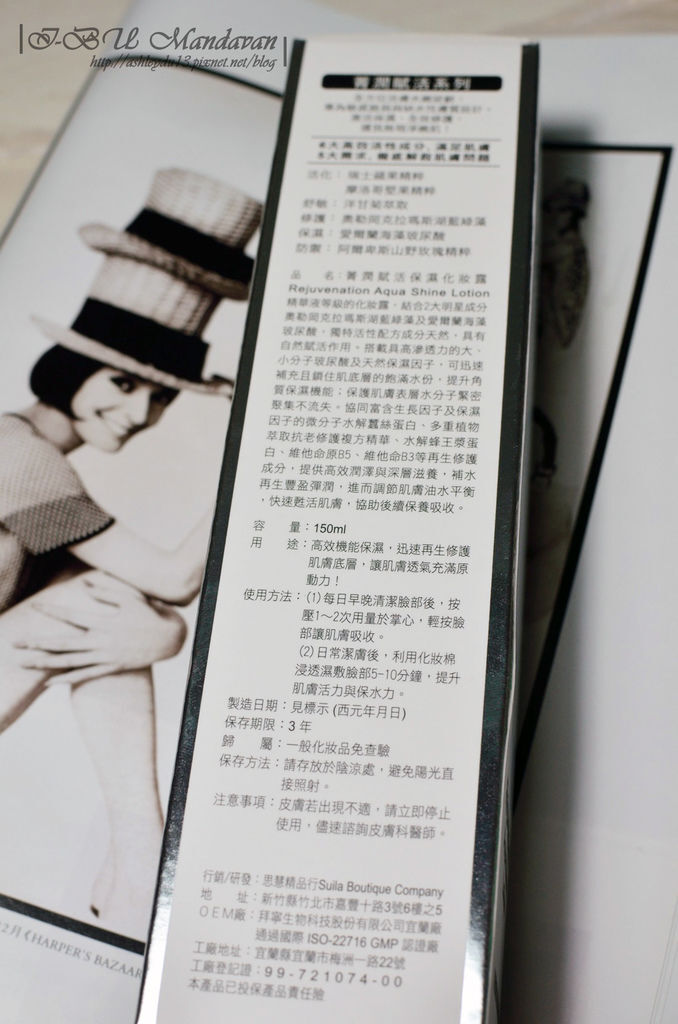 I-BU Mandavan
http://ashleydu13.pixnet.net/blog
菁潤賦活系列
6大高效活性成分，滿足肌膚
5大需求，徹底解救肌膚問題
活化：瑞士蘋果精粹
摩洛哥堅果精粹
舒敏：洋甘菊萃取
修護：奧勒岡克拉瑪斯湖藍綠藻
保濕：愛爾蘭海藻玻尿酸
防禦：阿爾卑斯山野玫瑰精粹
品 名：菁潤賦活保濕化妝露
Rejuvenation Aqua Shine Lotion
精華液等級的化妝露，結合2大明星成分
奧勒岡克拉瑪斯湖藍綠藻及愛爾蘭海藻
玻尿酸，獨特活性配方成分天然，具有
自然賦活作用。搭載具高滲透力的大、
小分子玻尿酸及天然保濕因子，可迅速
補充且鎖住肌底層的飽滿水份，提升角
質保濕機能；保護肌膚表層水分子緊密
聚集不流失。協同富含生長因子及保濕
因子的微分子水解蠶絲蛋白、多重植物
萃取抗老修護複方精華、水解蜂王漿蛋
白、維他命原B5、維他命B3等再生修護
成分，提供高效潤澤與深層滋養，補水
再生豐盈彈潤，進而調節肌膚油水平衡
，快速甦活肌膚，協助後續保養吸收。
容 量：150ml
用 途：高效機能保濕，迅速再生修護
肌膚底層，讓肌膚透氣充滿原
動力！
使用方法：(1)每日早晚清潔臉部後，按
壓1～2次用量於掌心，輕按臉
部讓肌膚吸收。
(2)日常潔膚後，利用化妝棉
浸透濕敷臉部5-10分鐘，提升
肌膚活力與保水力。
製造日期：見標示(西元年月日)
保存期限：3年
歸 屬：一般化妝品免查驗
保存方法：請存放於陰涼處，避免陽光直
接照射。
注意事項：皮膚若出現不適，請立即停止
使用，儘速諮詢皮膚科醫師。
行銷/研發：思慧精品行Suila Boutique Company
地 址：新竹縣竹北市嘉豐十路3號6樓之5
OEM廠：拜寧生物科技股份有限公司宜蘭廠
通過國際 ISO-22716 GMP 認證廠
工廠地址：宜蘭縣宜蘭市梅洲一路22號
工廠登記證：99-721074-00
本產品已投保產品責任險
2月《HARPER'S BAZAAR